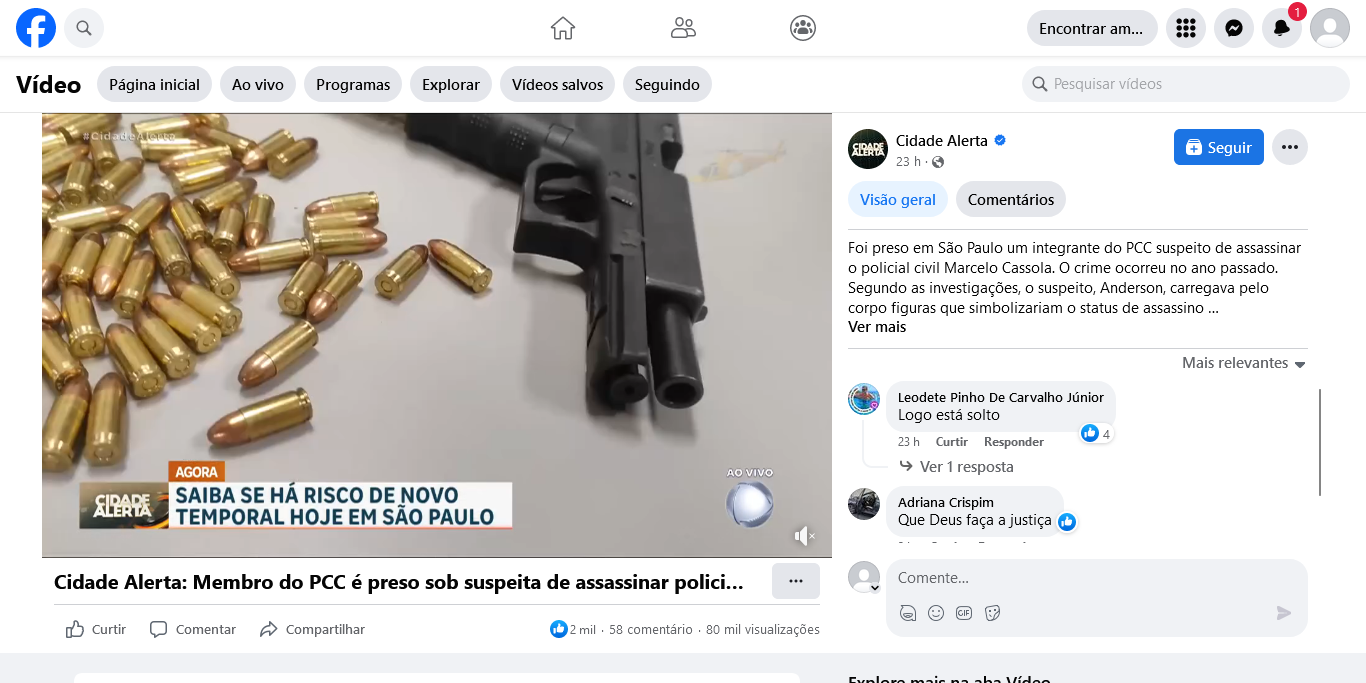 Encontrar am...
1
Vídeo
Página inicial
Ao vivo
Programas
Explorar
Vídeos salvos
Seguindo
Pesquisar vídeos
#CidadeAlerta
AGORA
CIDADE
ALERTA
SAIBA SE HÁ RISCO DE NOVO
TEMPORAL HOJE EM SÃO PAULO
AO VIVO
Cidade Alerta: Membro do PCC é preso sob suspeita de assassinar polici...
Curtir
Comentar
Compartilhar
2 mil · 58 comentário · 80 mil visualizações
CIDADE
ALERTA
Cidade Alerta
23 h ·
Seguir
Visão geral
Comentários
Foi preso em São Paulo um integrante do PCC suspeito de assassinar
o policial civil Marcelo Cassola. O crime ocorreu no ano passado.
Segundo as investigações, o suspeito, Anderson, carregava pelo
corpo figuras que simbolizariam o status de assassino ...
Ver mais
Mais relevantes
Leodete Pinho De Carvalho Júnior
Logo está solto
4
23 h Curtir Responder
Ver 1 resposta
Adriana Crispim
Que Deus faça a justiça
Comente...
GIF
Explore mais na aba Vídeo